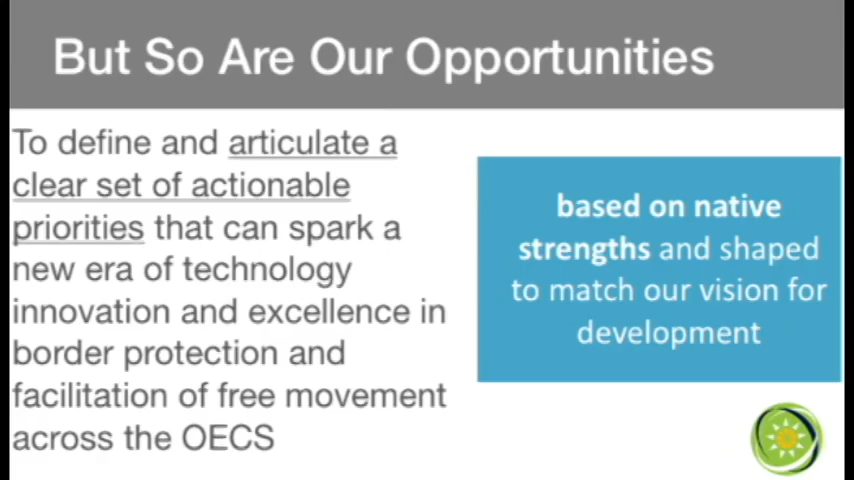 But So Are Our Opportunities
To define and articulate a
clear set of actionable
priorities that can spark a
new era of technology
innovation and excellence in
border protection and
facilitation of free movement
across the OECS
based on native
strengths and shaped
to match our vision for
development